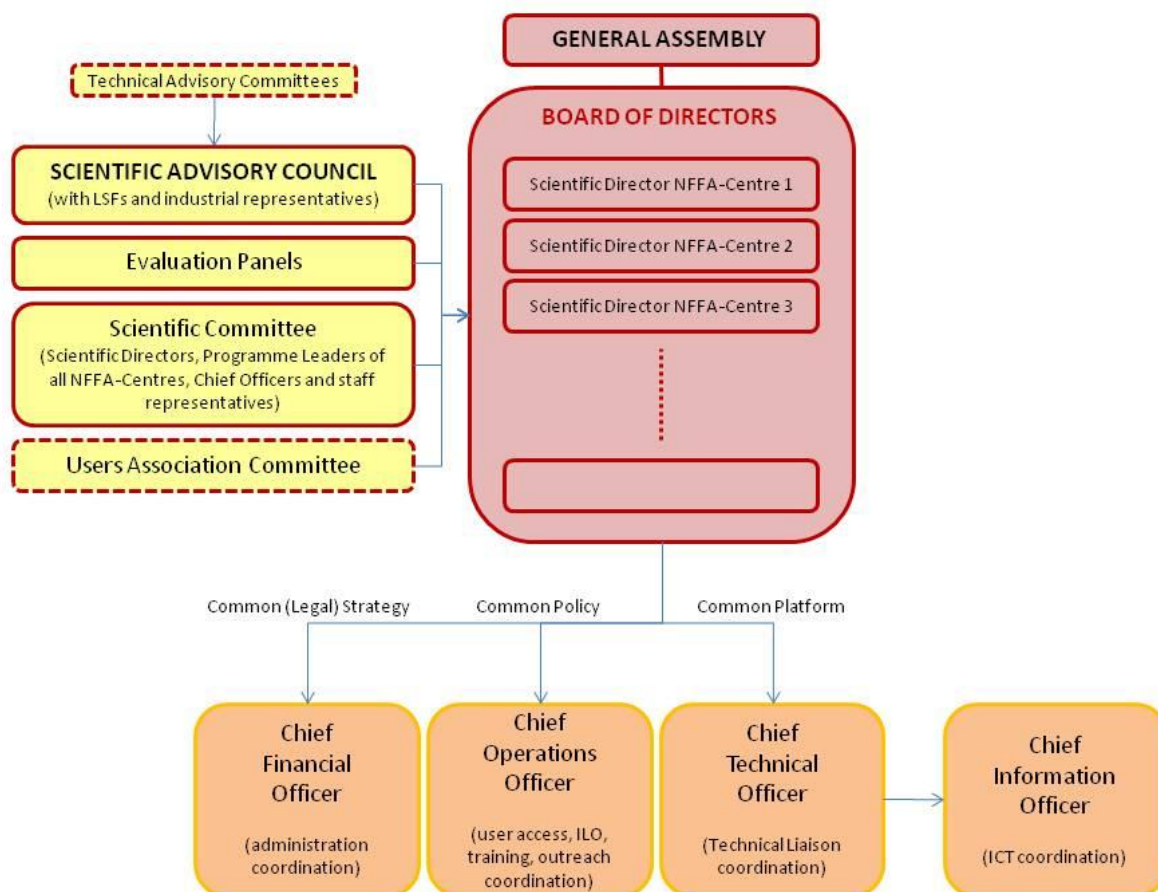 GENERAL ASSEMBLY
Technical Advisory Committees
BOARD OF DIRECTORS
SCIENTIFIC ADVISORY COUNCIL
(with LSFs and industrial representatives)
Evaluation Panels
Scientific Committee
(Scientific Directors, Programme Leaders of
all NFFA-Centres, Chief Officers and staff
representatives)
Users Association Committee
Scientific Director NFFA-Centre 1
Scientific Director NFFA-Centre 2
Scientific Director NFFA-Centre 3
Common (Legal) Strategy
Common Policy
Common Platform
Chief
Financial
Officer
(administration
coordination)
Chief
Operations
Officer
(user access, ILO,
training, outreach
coordination)
Chief
Technical
Officer
(Technical Liaison
coordination)
Chief
Information
Officer
(ICT coordination)